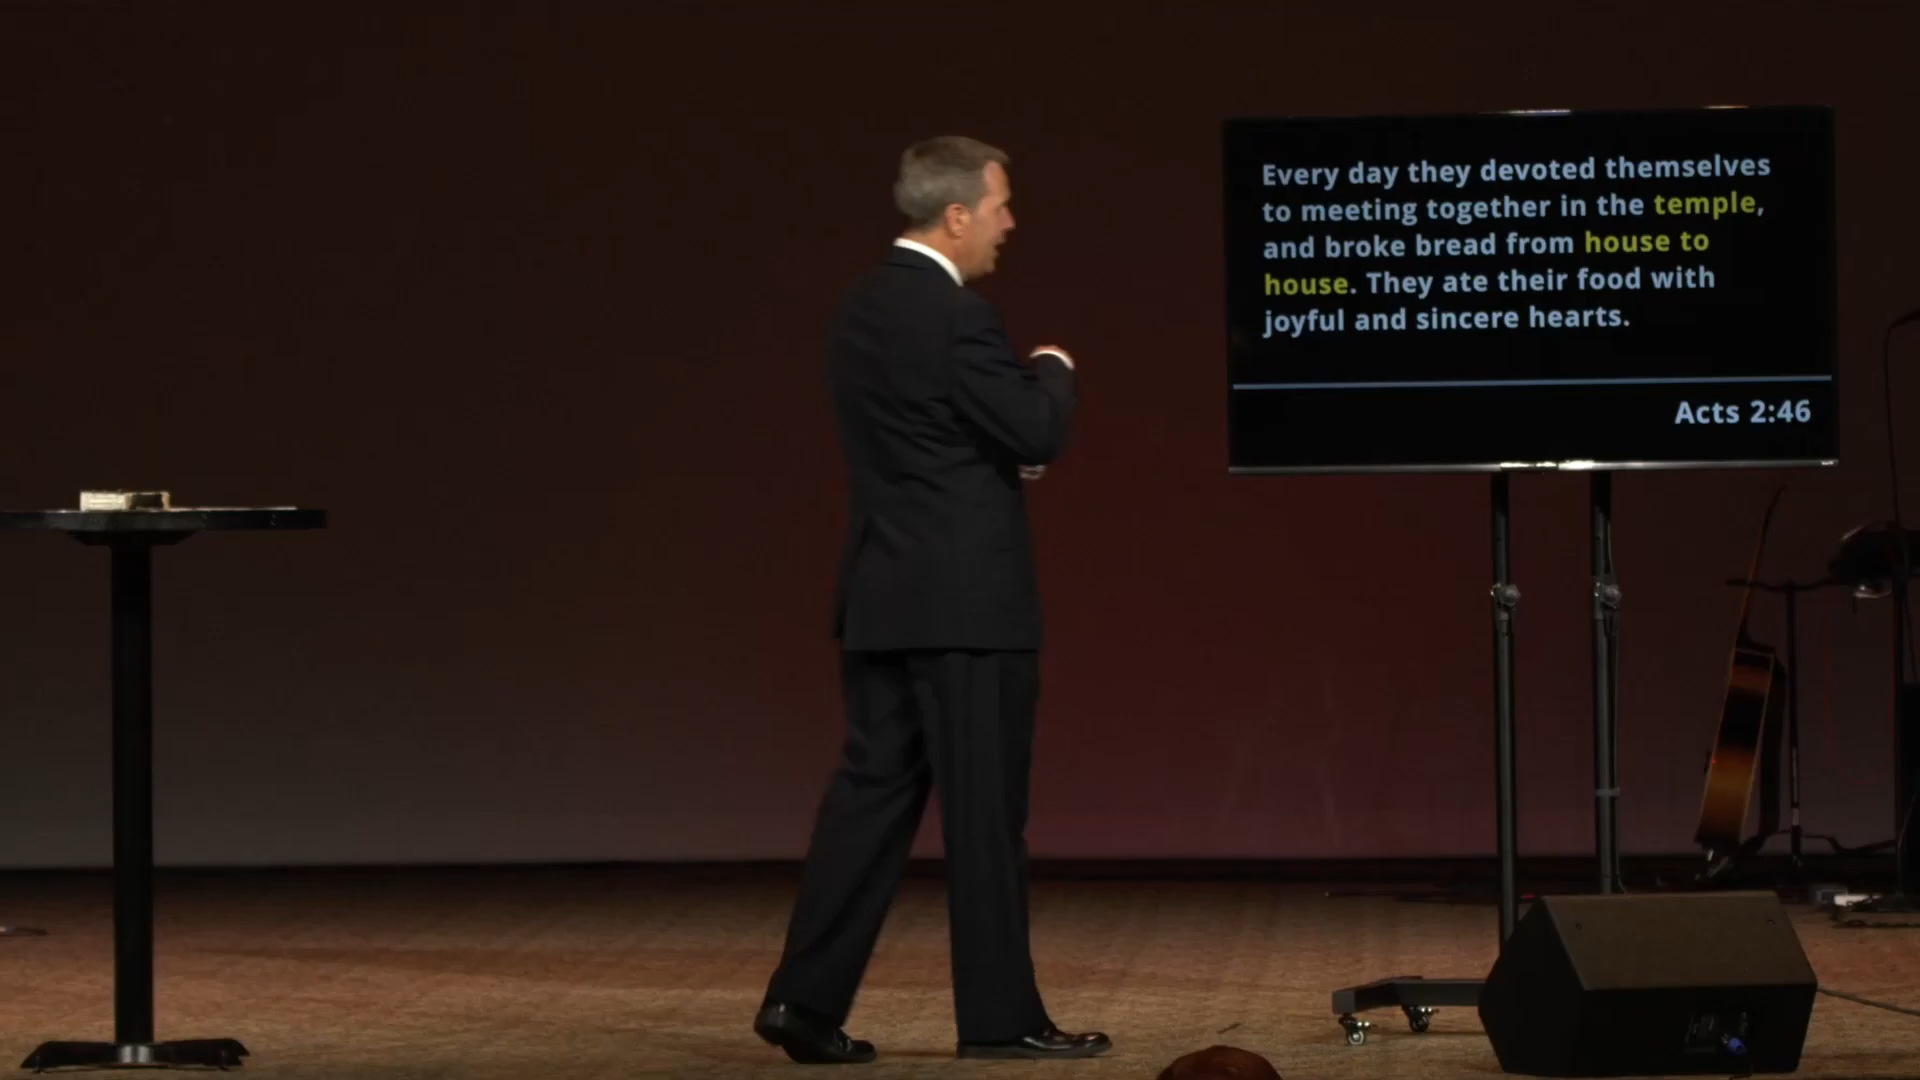 Every day they devoted themselves
to meeting together in the temple,
and broke bread from house to
house. They ate their food with
joyful and sincere hearts.
Acts 2:46